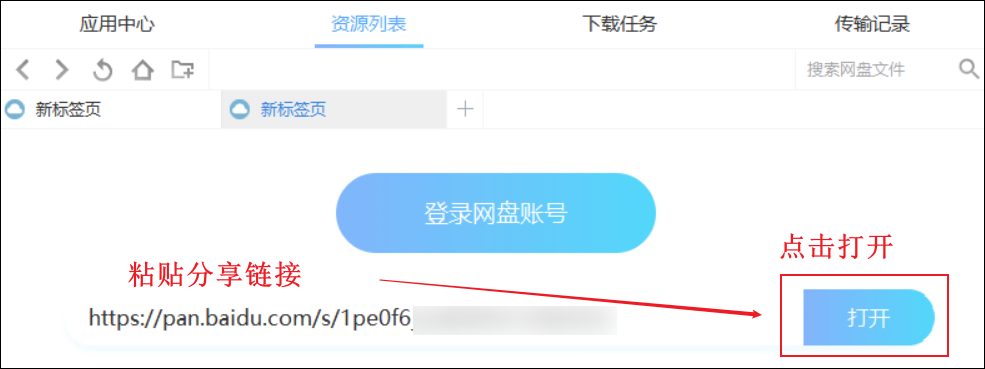 应用中心 资源列表 下载任务 传输记录
搜索网盘文件
新标签页 新标签页
登录网盘账号
点击打开
粘贴分享链接
https://pan.baidu.com/s/1pe0f6_
打开